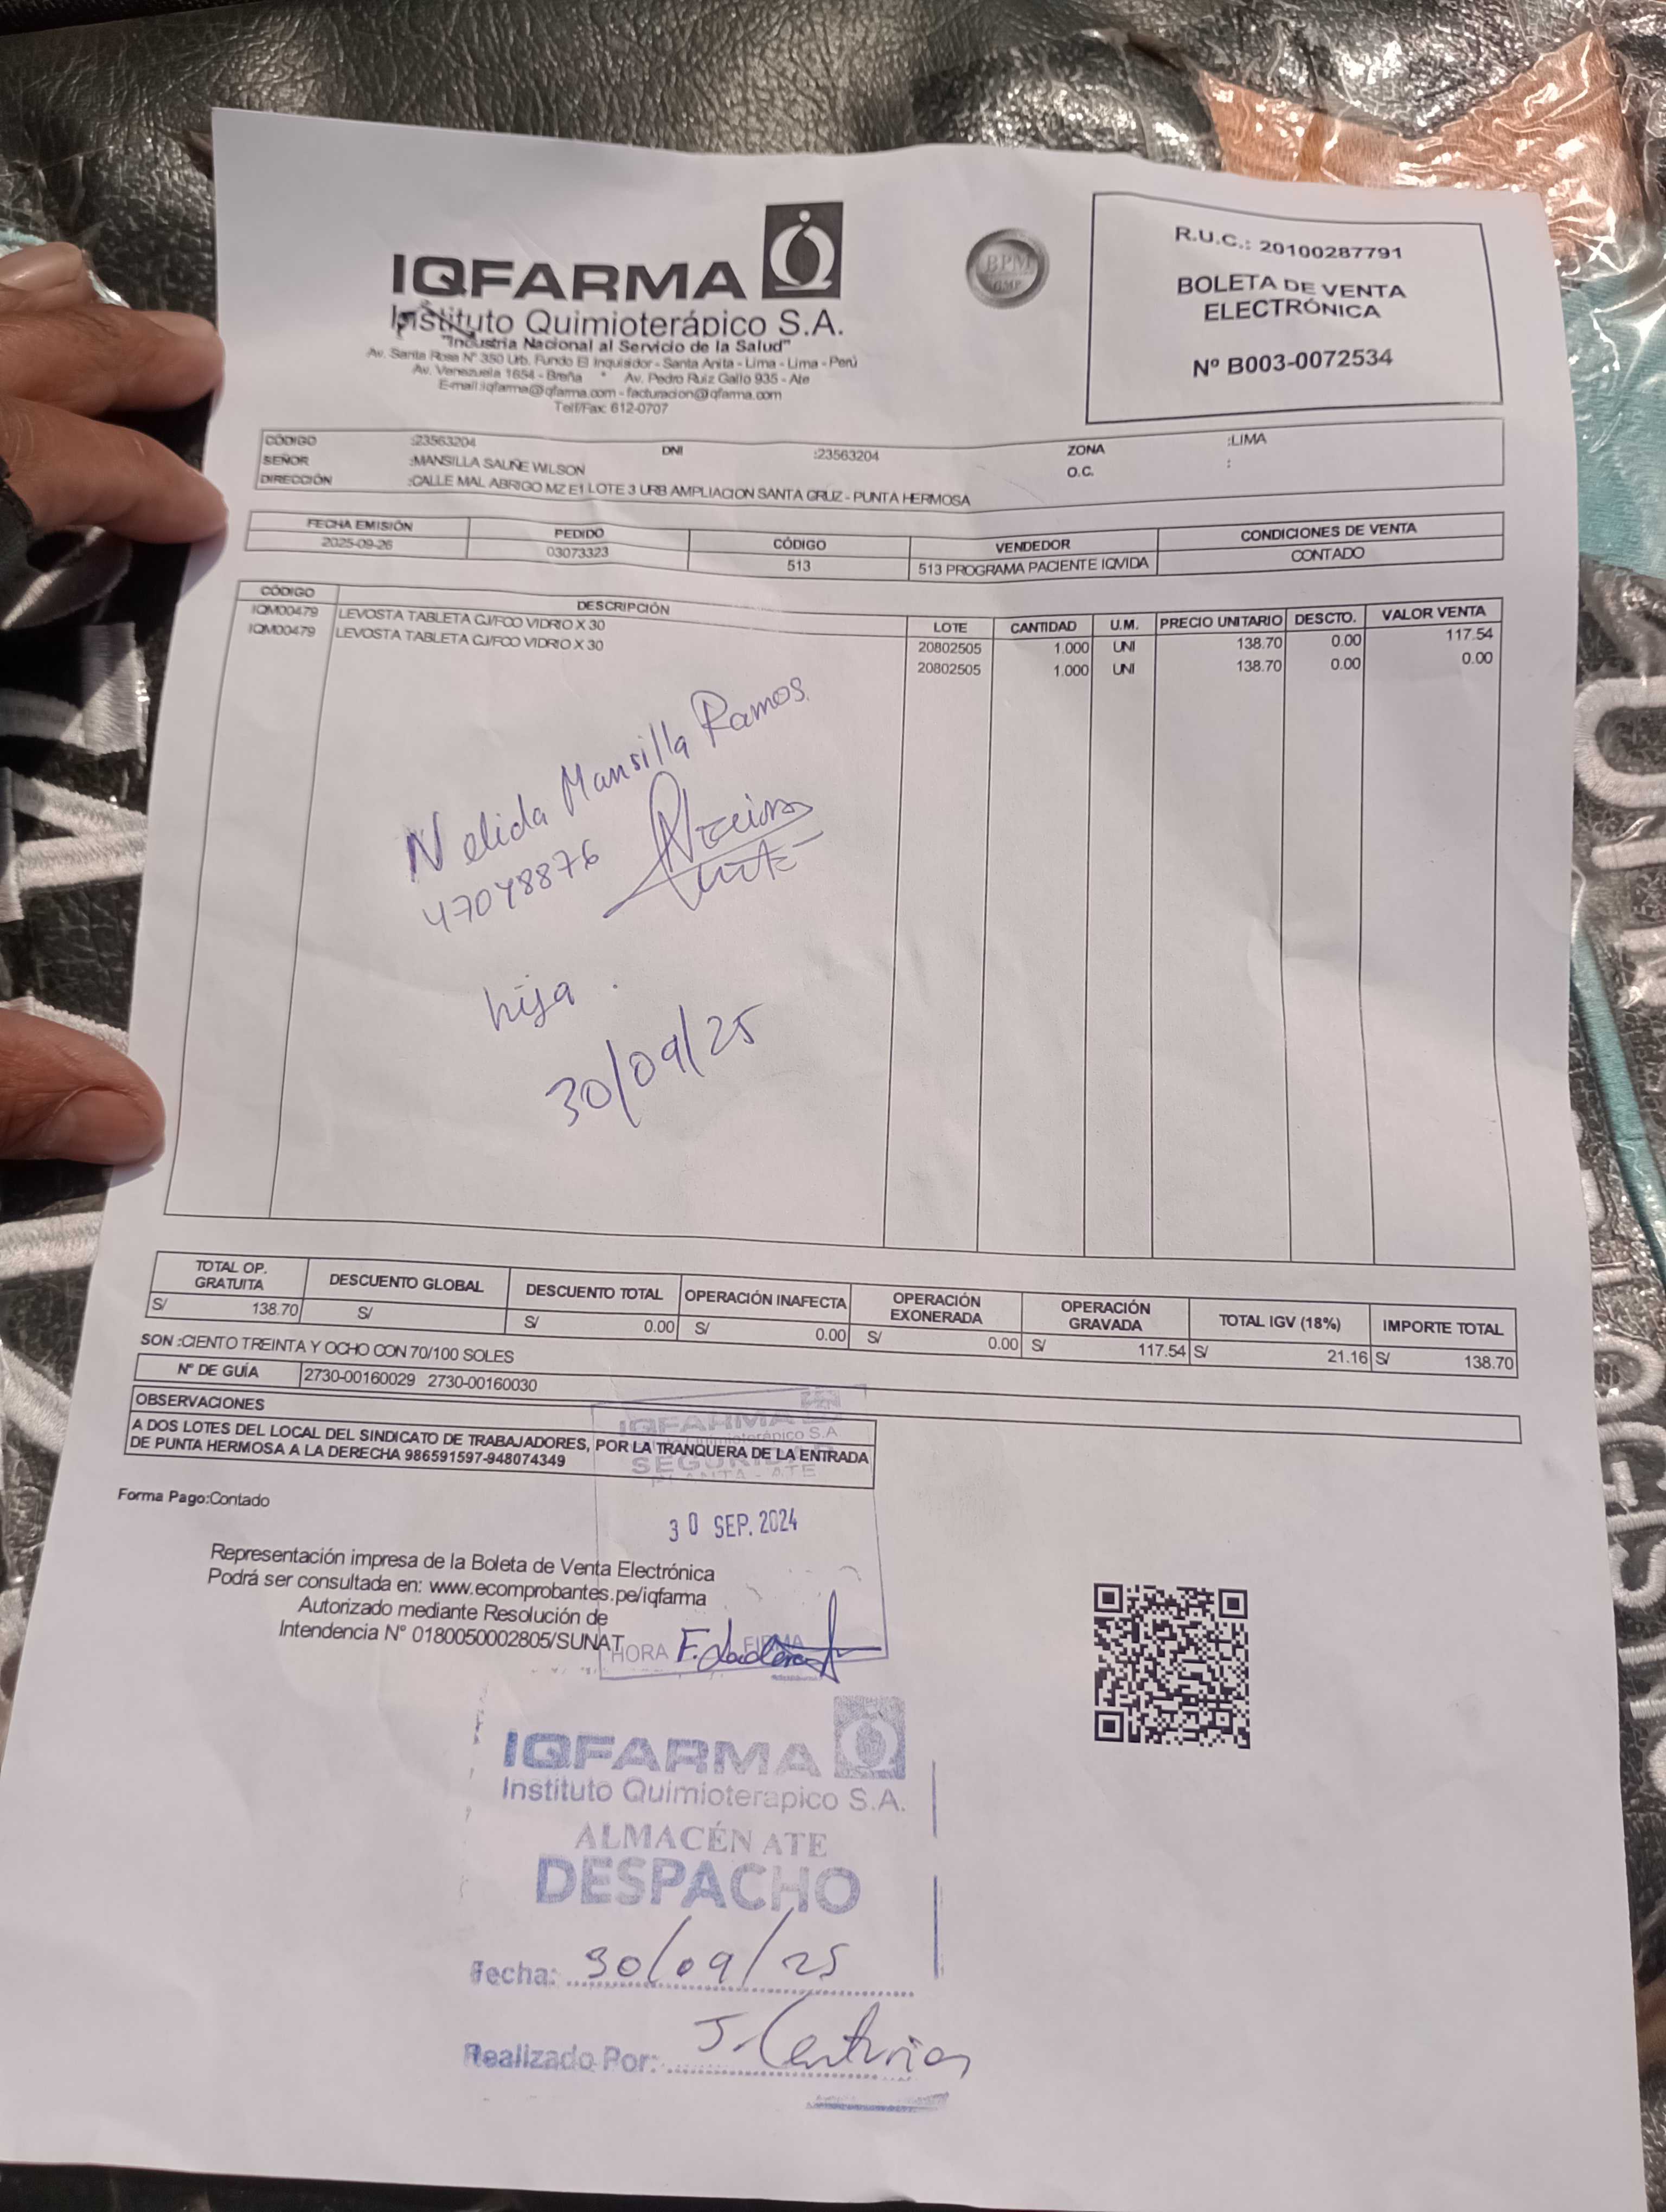 IQFARMA
Instituto Quimioterápico S.A.
"Industria Nacional al Servicio de la Salud"
Av. Santa Rosa N° 350 Urb. Fundo El Inquisidor - Santa Anita - Lima - Lima - Perú
Av. Venezuela 1654 - Breña * Av. Pedro Ruiz Gallo 935 - Ate
E-mail:iqfarma@iqfarma.com - facturacion@iqfarma.com
Telf/Fax: 612-0707
BPM
R.U.C.: 20100287791
BOLETA DE VENTA
ELECTRÓNICA
Nº B003-0072534
CÓDIGO :23563204 DNI :23563204 ZONA :LIMA
SEÑOR :MANSILLA SAUÑE WILSON O.C. :
DIRECCIÓN :CALLE MAL ABRIGO MZ E1 LOTE 3 URB AMPLIACION SANTA CRUZ - PUNTA HERMOSA
FECHA EMISIÓN PEDIDO CÓDIGO VENDEDOR CONDICIONES DE VENTA
2025-09-26 03073323 513 513 PROGRAMA PACIENTE IQVIDA CONTADO
CÓDIGO DESCRIPCIÓN LOTE CANTIDAD U.M. PRECIO UNITARIO DESCTO. VALOR VENTA
IQM00479 LEVOSTA TABLETA CJ/FCO VIDRIO X 30 20802505 1.000 UNI 138.70 0.00 117.54
IQM00479 LEVOSTA TABLETA CJ/FCO VIDRIO X 30 20802505 1.000 UNI 138.70 0.00 0.00
Nelida Mansilla Ramos.
47048876
hija.
30/09/25
TOTAL OP. GRATUITA DESCUENTO GLOBAL DESCUENTO TOTAL OPERACIÓN INAFECTA OPERACIÓN EXONERADA OPERACIÓN GRAVADA TOTAL IGV (18%) IMPORTE TOTAL
S/ 138.70 S/ S/ 0.00 S/ 0.00 S/ 0.00 S/ 117.54 S/ 21.16 S/ 138.70
SON :CIENTO TREINTA Y OCHO CON 70/100 SOLES
N° DE GUÍA 2730-00160029 2730-00160030
OBSERVACIONES
A DOS LOTES DEL LOCAL DEL SINDICATO DE TRABAJADORES, POR LA TRANQUERA DE LA ENTRADA
DE PUNTA HERMOSA A LA DERECHA 986591597-948074349
IQFARMA
SEGURIDAD
PLANTA - ATE
30 SEP. 2024
HORA FIRMA
Forma Pago:Contado
Representación impresa de la Boleta de Venta Electrónica
Podrá ser consultada en: www.ecomprobantes.pe/iqfarma
Autorizado mediante Resolución de
Intendencia N° 0180050002805/SUNAT
IQFARMA
Instituto Quimioterapico S.A.
ALMACÉN ATE
DESPACHO
Fecha: 30/09/25
Realizado Por: J. Centurion